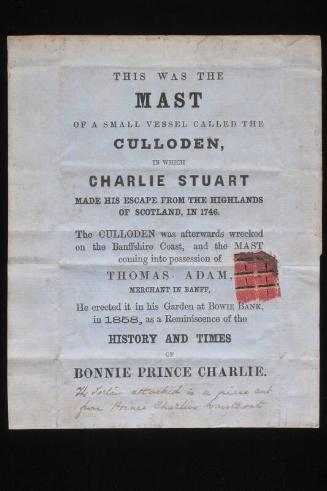 THIS WAS THE
MAST
OF A SMALL VESSEL CALLED THE
CULLODEN,
IN WHICH
CHARLIE STUART
MADE HIS ESCAPE FROM THE HIGHLANDS
OF SCOTLAND, IN 1746.
The CULLODEN was afterwards wrecked
on the Banffshire Coast, and the MAST
coming into possession of
THOMAS ADAM,
MERCHANT IN BANFF,
He erected it in his Garden at BOWIE BANK,
in 1858, as a Reminiscence of the
HISTORY AND TIMES
OF
BONNIE PRINCE CHARLIE.
The attached is a piece cut
from Prince Charlies Waistcoat